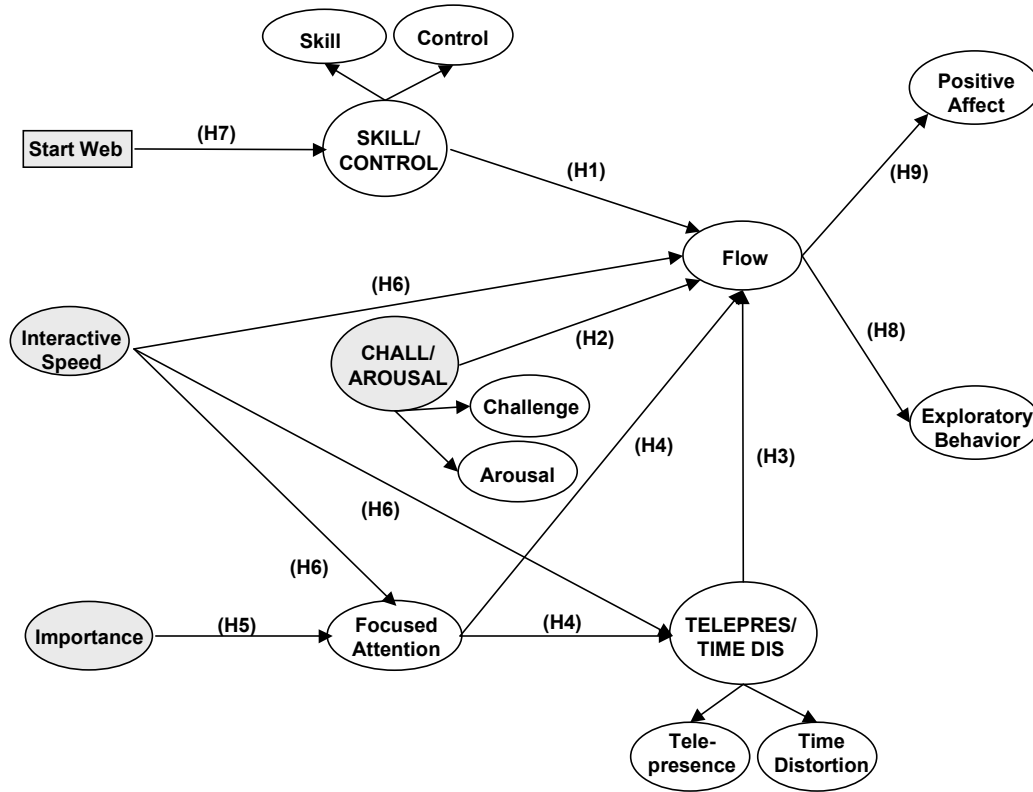 Skill
Control
Positive
Affect
Start Web
(H7)
SKILL/
CONTROL
(H1)
(H9)
Flow
(H6)
Interactive
Speed
CHALL/
AROUSAL
(H2)
(H8)
Challenge
Exploratory
Behavior
(H4)
(H3)
Arousal
(H6)
(H6)
Importance
(H5)
Focused
Attention
(H4)
TELEPRES/
TIME DIS
Tele-
presence
Time
Distortion